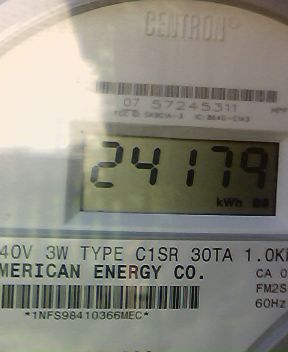 CENTRON®
07 57245311
24179
kWh
40V 3W TYPE C1SR 30TA 1.0K
MERICAN ENERGY CO.
CA 0
FM2S
60Hz
*1NFS98410366MEC*